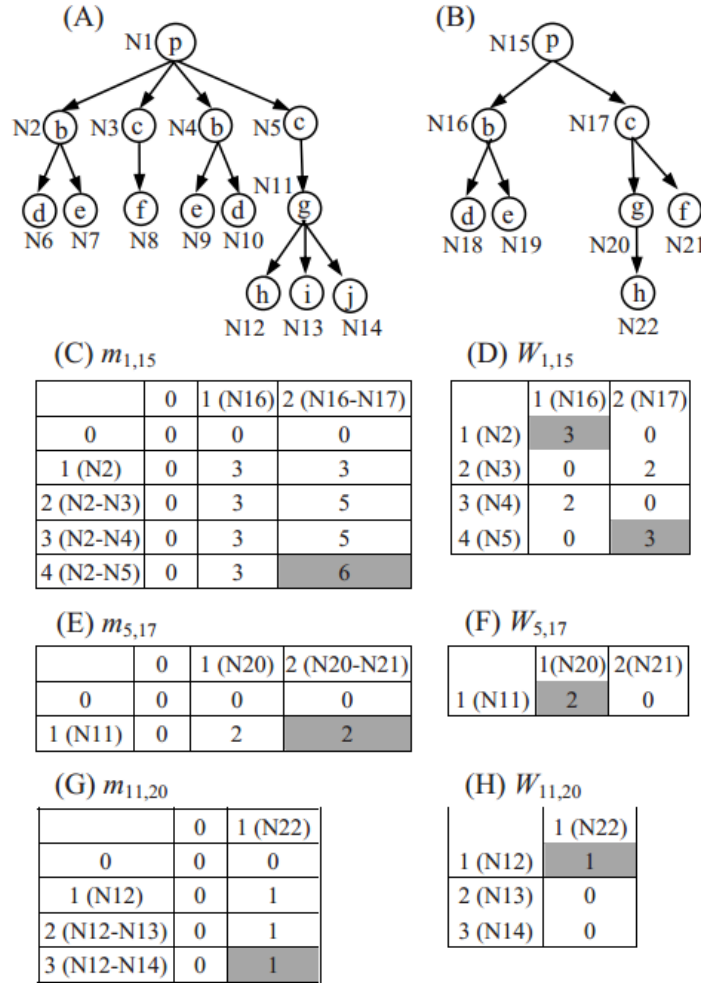 (A) (B)
N1 p N15 p
N2 b N3 c N4 b N5 c N16 b N17 c
N11
d e f e d g d e g f
N6 N7 N8 N9 N10 N18 N19 N20 N21
h i j h
N12 N13 N14 N22
(C) m1,15 (D) W1,15
0 1 (N16) 2 (N16-N17)
0 0 0 0
1 (N2) 0 3 3
2 (N2-N3) 0 3 5
3 (N2-N4) 0 3 5
4 (N2-N5) 0 3 6
1 (N16) 2 (N17)
1 (N2) 3 0
2 (N3) 0 2
3 (N4) 2 0
4 (N5) 0 3
(E) m5,17 (F) W5,17
0 1 (N20) 2 (N20-N21)
0 0 0 0
1 (N11) 0 2 2
1(N20) 2(N21)
1 (N11) 2 0
(G) m11,20 (H) W11,20
0 1 (N22)
0 0 0
1 (N12) 0 1
2 (N12-N13) 0 1
3 (N12-N14) 0 1
1 (N22)
1 (N12) 1
2 (N13) 0
3 (N14) 0